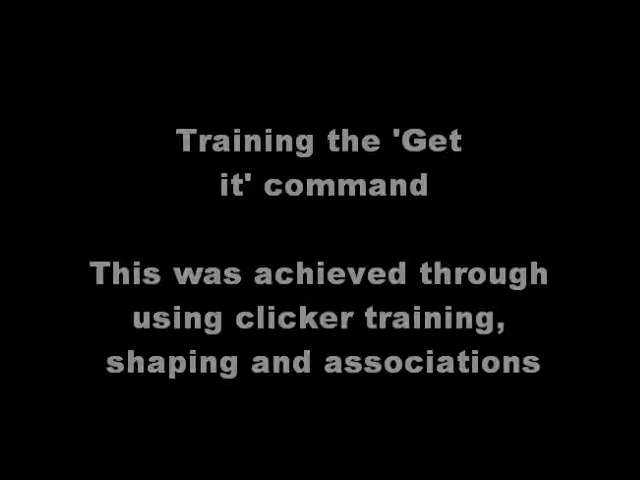 Training the 'Get
it' command
This was achieved through
using clicker training,
shaping and associations